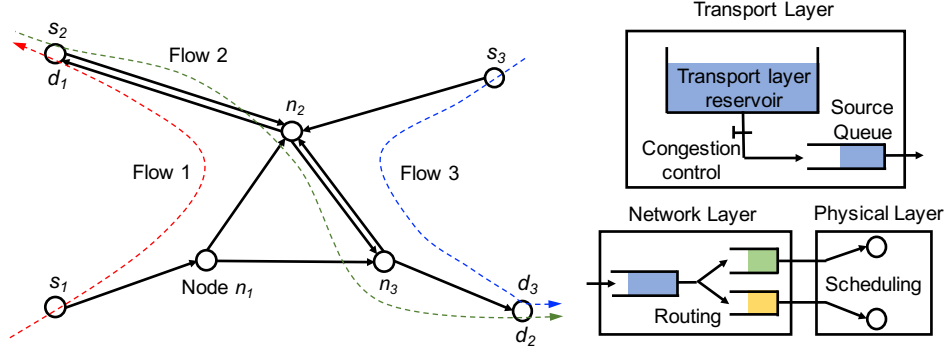 s2
d1
Flow 2
s3
n2
Flow 1
Flow 3
s1
Node n1
n3
d3
d2
Transport Layer
Transport layer
reservoir
Source
Queue
Congestion
control
Network Layer
Physical Layer
Routing
Scheduling